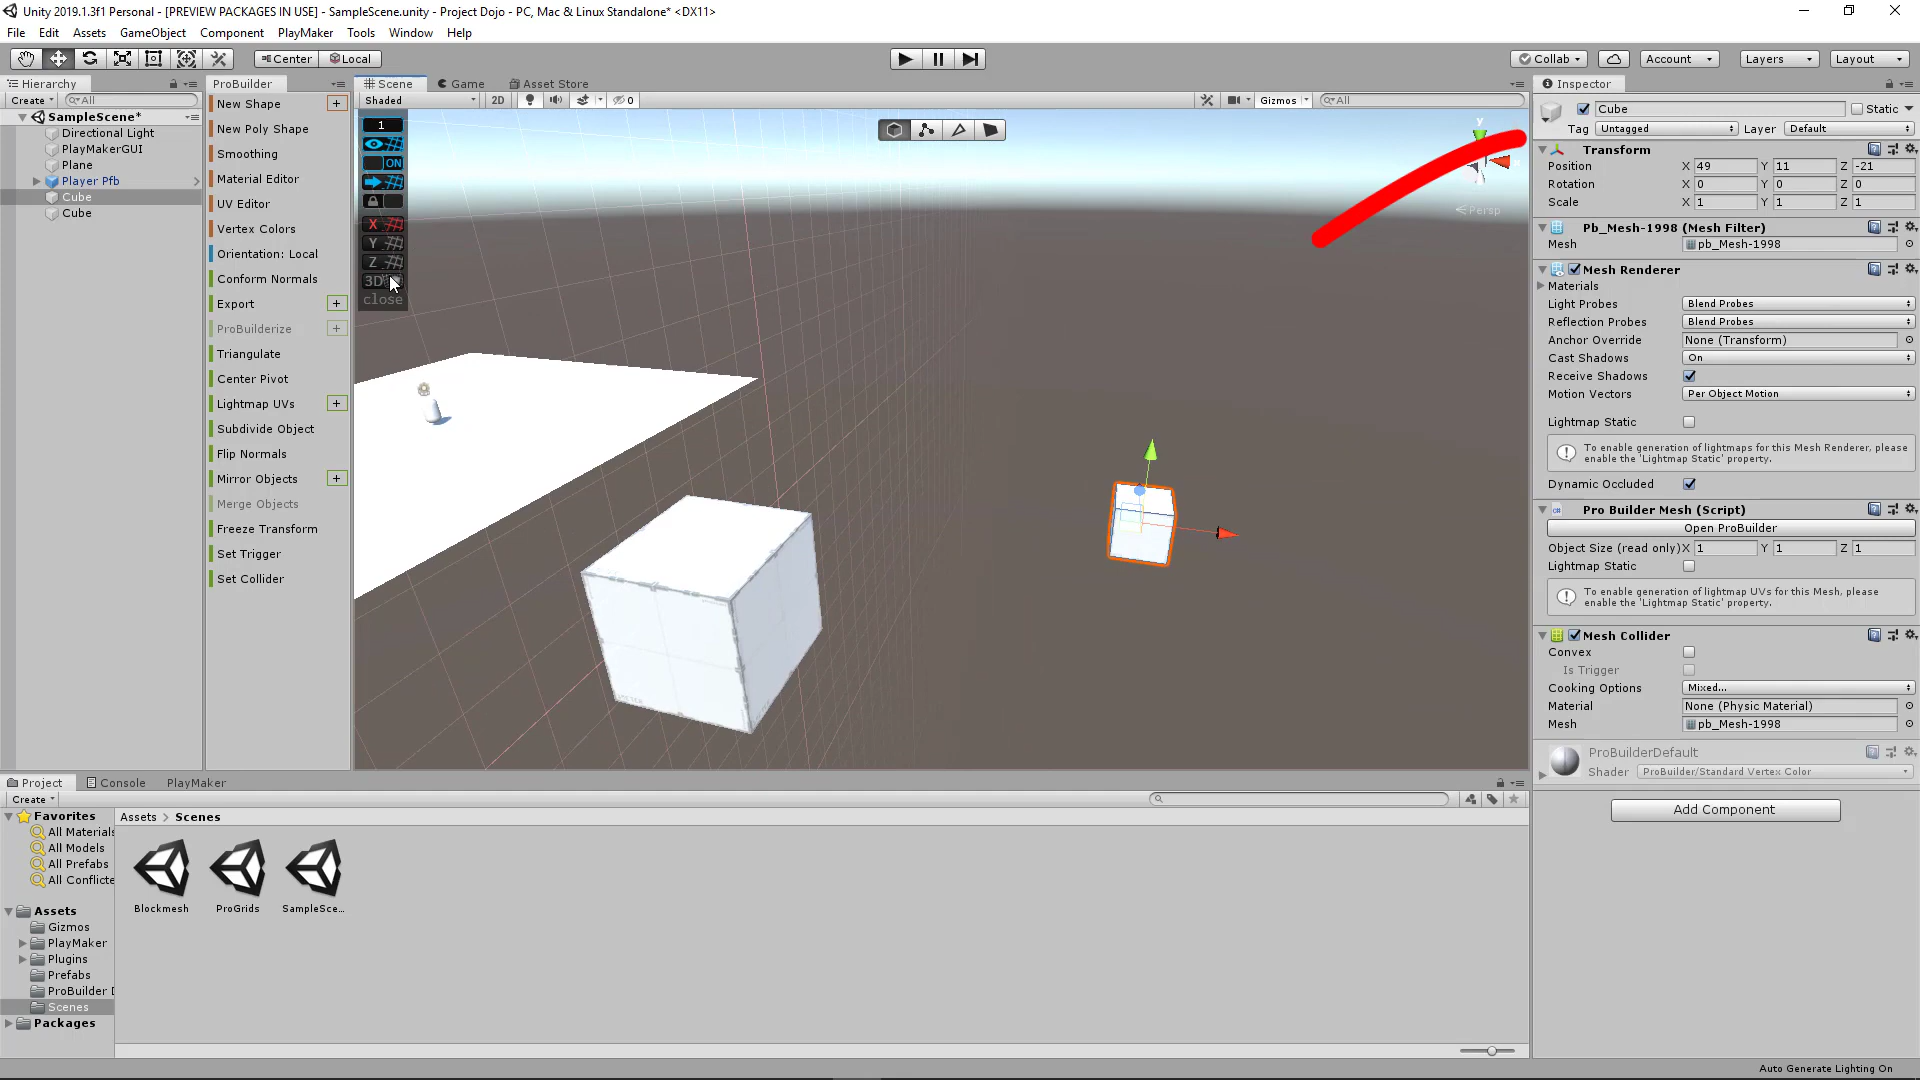 Unity 2019.1.3f1 Personal - [PREVIEW PACKAGES IN USE] - SampleScene.unity - Project Dojo - PC, Mac & Linux Standalone* <DX11>
File Edit Assets GameObject Component PlayMaker Tools Window Help
Center Local
Collab Account Layers Layout
Hierarchy
Create All
SampleScene*
Directional Light
PlayMakerGUI
Plane
Player Pfb
Cube
Cube
ProBuilder
New Shape +
New Poly Shape
Smoothing
Material Editor
UV Editor
Vertex Colors
Orientation: Local
Conform Normals
Export +
ProBuilderize +
Triangulate
Center Pivot
Lightmap UVs +
Subdivide Object
Flip Normals
Mirror Objects +
Merge Objects
Freeze Transform
Set Trigger
Set Collider
Scene Game Asset Store
Shaded 2D 0 Gizmos All
1
ON
X
Y
Z
3D
close
y
Persp
Inspector
Cube Static
Tag Untagged Layer Default
Transform
Position X 49 Y 11 Z -21
Rotation X 0 Y 0 Z 0
Scale X 1 Y 1 Z 1
Pb_Mesh-1998 (Mesh Filter)
Mesh pb_Mesh-1998
Mesh Renderer
Materials
Light Probes Blend Probes
Reflection Probes Blend Probes
Anchor Override None (Transform)
Cast Shadows On
Receive Shadows
Motion Vectors Per Object Motion
Lightmap Static
To enable generation of lightmaps for this Mesh Renderer, please
enable the 'Lightmap Static' property.
Dynamic Occluded
Pro Builder Mesh (Script)
Open ProBuilder
Object Size (read only) X 1 Y 1 Z 1
Lightmap Static
To enable generation of lightmap UVs for this Mesh, please
enable the 'Lightmap Static' property.
Mesh Collider
Convex
Is Trigger
Cooking Options Mixed...
Material None (Physic Material)
Mesh pb_Mesh-1998
ProBuilderDefault
Shader ProBuilder/Standard Vertex Color
Add Component
Project Console PlayMaker
Create
Favorites
All Materials
All Models
All Prefabs
All Conflicte
Assets
Gizmos
PlayMaker
Plugins
Prefabs
ProBuilder D
Scenes
Packages
Assets > Scenes
Blockmesh
ProGrids
SampleSce...
Auto Generate Lighting On